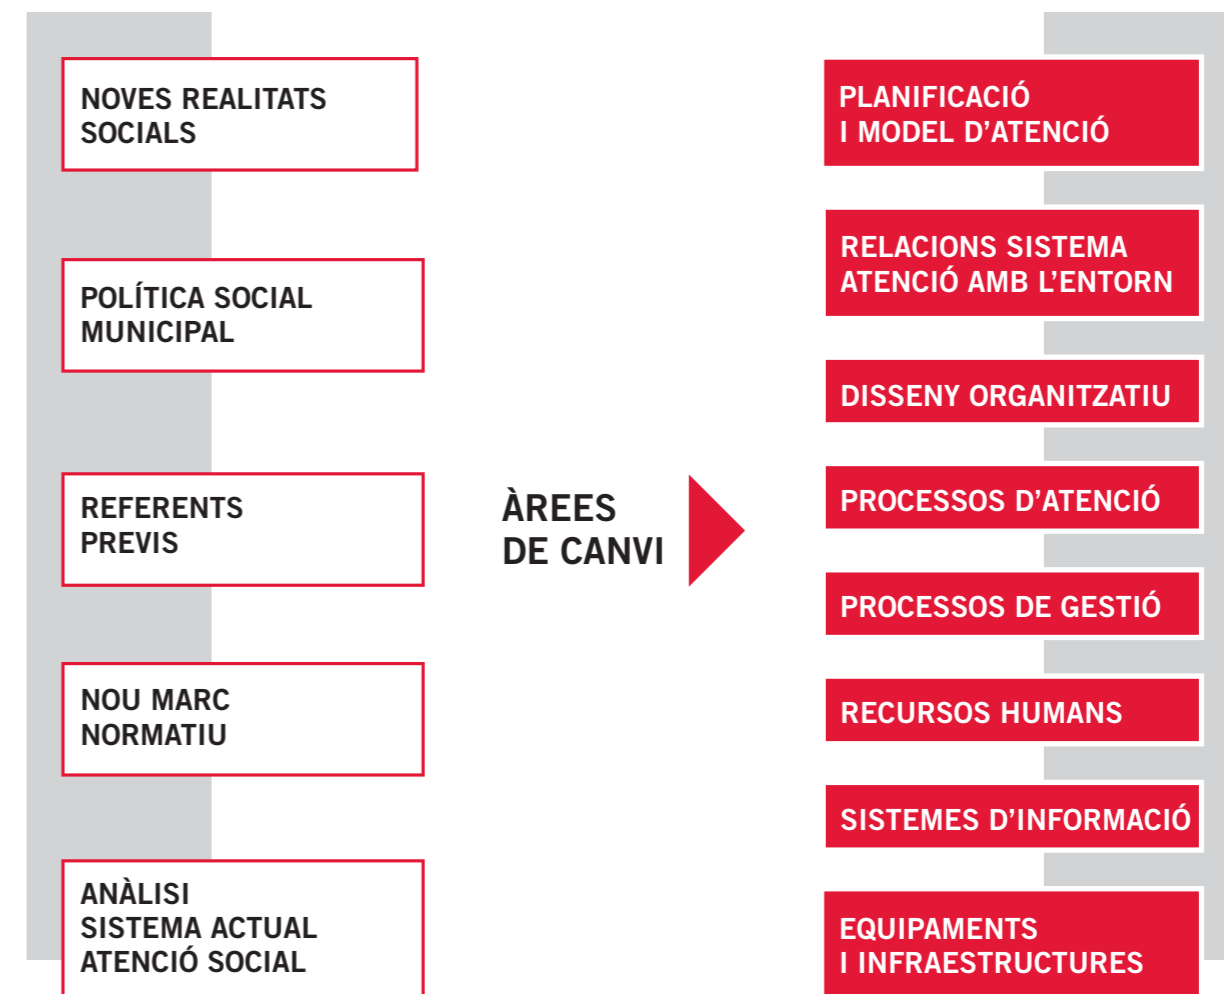 NOVES REALITATS
SOCIALS
POLÍTICA SOCIAL
MUNICIPAL
REFERENTS
PREVIS
NOU MARC
NORMATIU
ANÀLISI
SISTEMA ACTUAL
ATENCIÓ SOCIAL
ÀREES
DE CANVI
PLANIFICACIÓ
I MODEL D’ATENCIÓ
RELACIONS SISTEMA
ATENCIÓ AMB L’ENTORN
DISSENY ORGANITZATIU
PROCESSOS D’ATENCIÓ
PROCESSOS DE GESTIÓ
RECURSOS HUMANS
SISTEMES D’INFORMACIÓ
EQUIPAMENTS
I INFRAESTRUCTURES